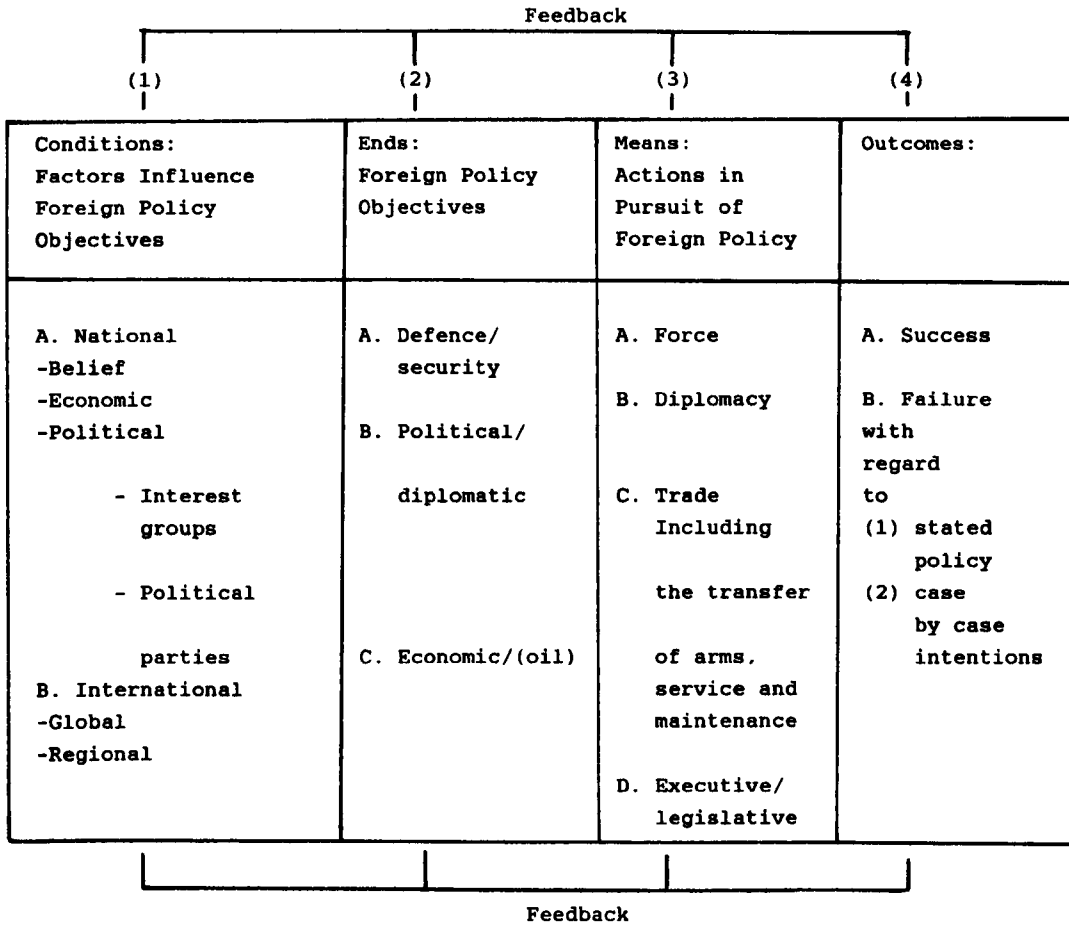 Feedback
(1) (2) (3) (4)
Conditions:
Factors Influence
Foreign Policy
Objectives
Ends:
Foreign Policy
Objectives
Means:
Actions in
Pursuit of
Foreign Policy
Outcomes:
A. National
-Belief
-Economic
-Political
- Interest
groups
- Political
parties
B. International
-Global
-Regional
A. Defence/
security
B. Political/
diplomatic
C. Economic/(oil)
A. Force
B. Diplomacy
C. Trade
Including
the transfer
of arms.
service and
maintenance
D. Executive/
legislative
A. Success
B. Failure
with
regard
to
(1) stated
policy
(2) case
by case
intentions
Feedback